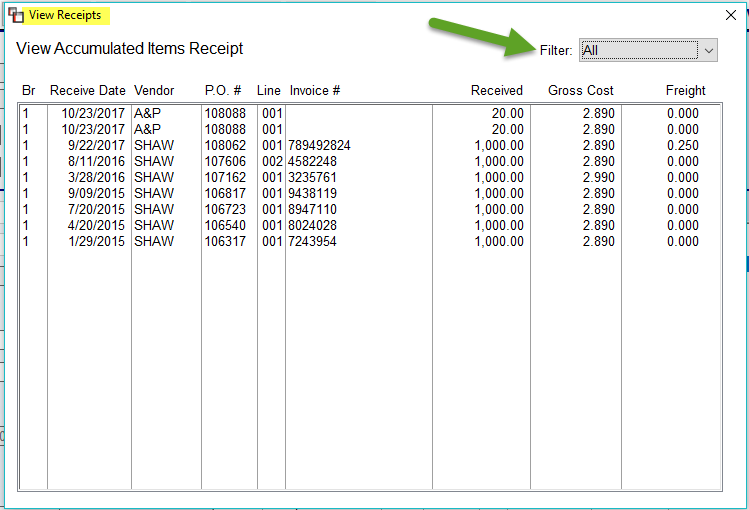 View Receipts
View Accumulated Items Receipt
Filter: All
Br Receive Date Vendor P.O. # Line Invoice # Received Gross Cost Freight
1 10/23/2017 A&P 108088 001 20.00 2.890 0.000
1 10/23/2017 A&P 108088 001 20.00 2.890 0.000
1 9/22/2017 SHAW 108062 001 789492824 1,000.00 2.890 0.250
1 8/11/2016 SHAW 107606 002 4582248 1,000.00 2.890 0.000
1 3/28/2016 SHAW 107162 001 3235761 1,000.00 2.990 0.000
1 9/09/2015 SHAW 106817 001 9438119 1,000.00 2.890 0.000
1 7/20/2015 SHAW 106723 001 8947110 1,000.00 2.890 0.000
1 4/20/2015 SHAW 106540 001 8024028 1,000.00 2.890 0.000
1 1/29/2015 SHAW 106317 001 7243954 1,000.00 2.890 0.000